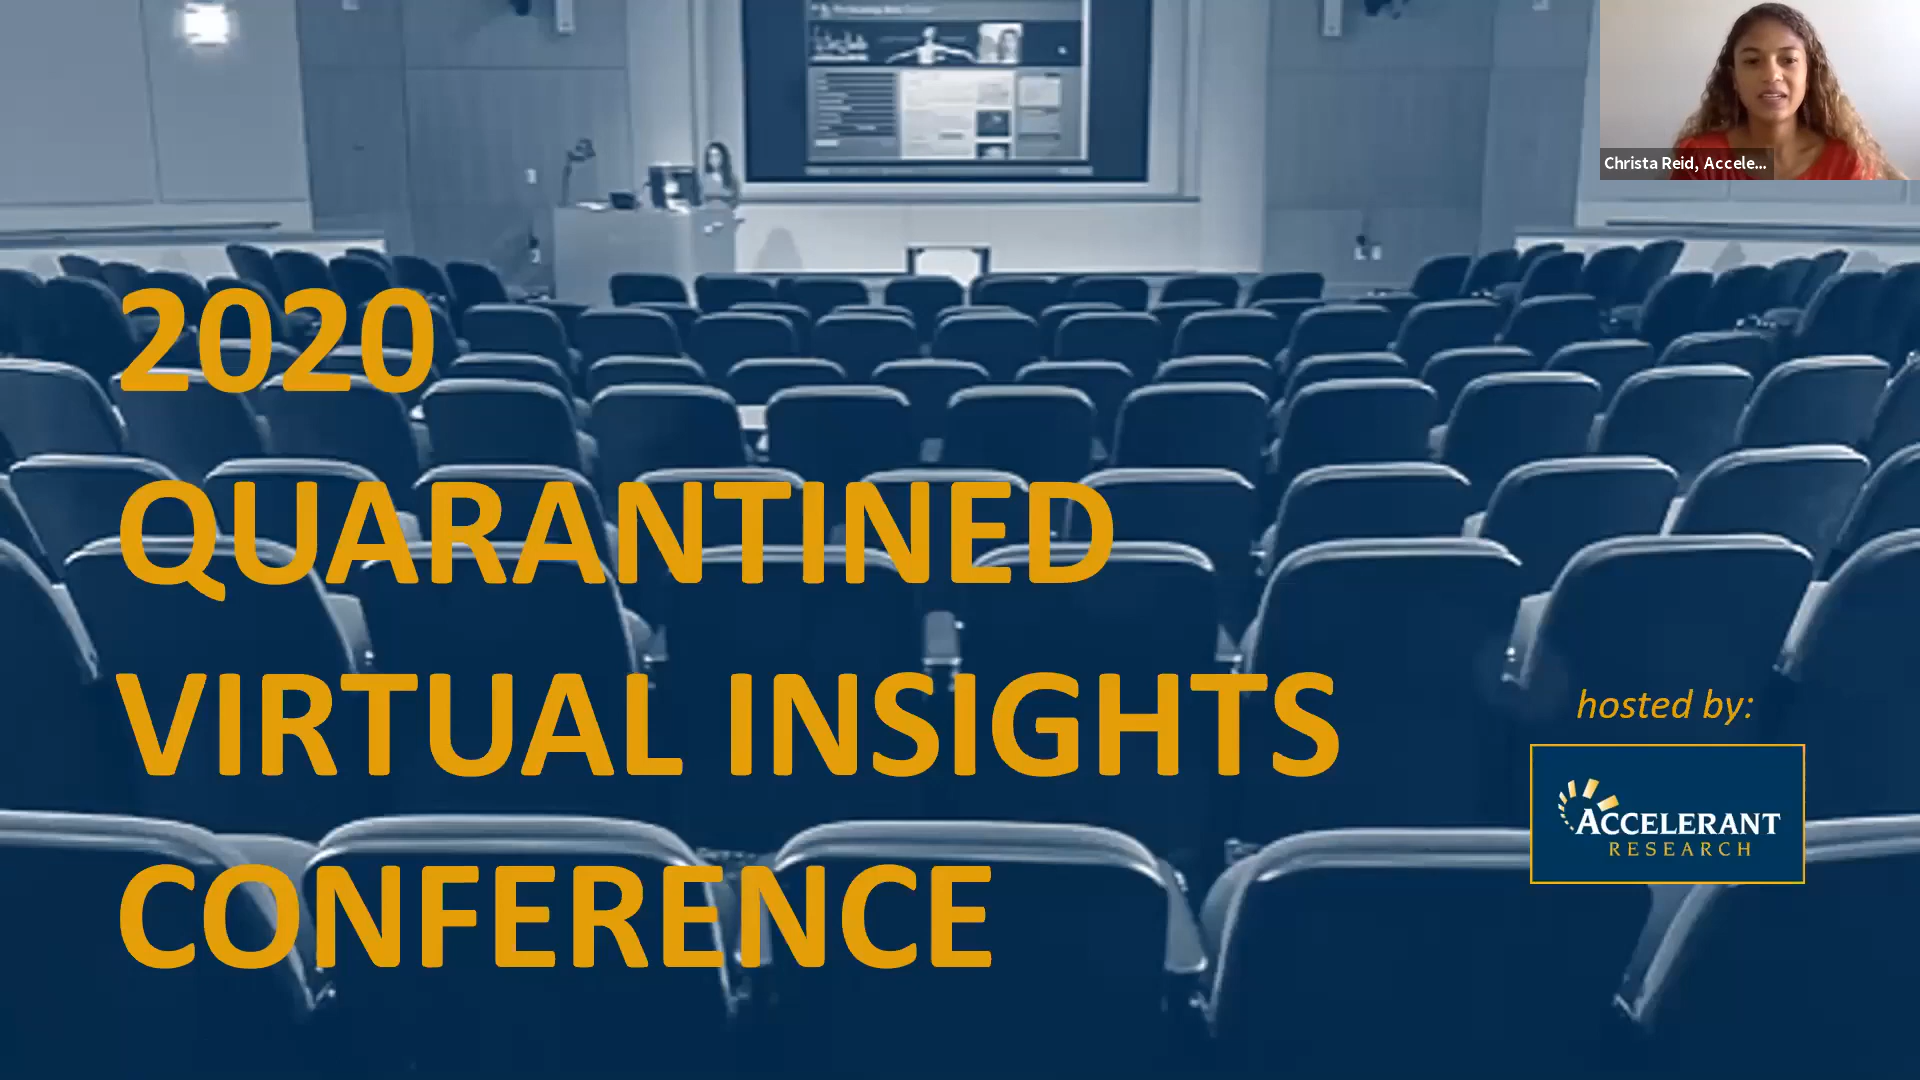 Christa Reid, Accele...
2020
QUARANTINED
VIRTUAL INSIGHTS
CONFERENCE
hosted by:
ACCELERANT
RESEARCH